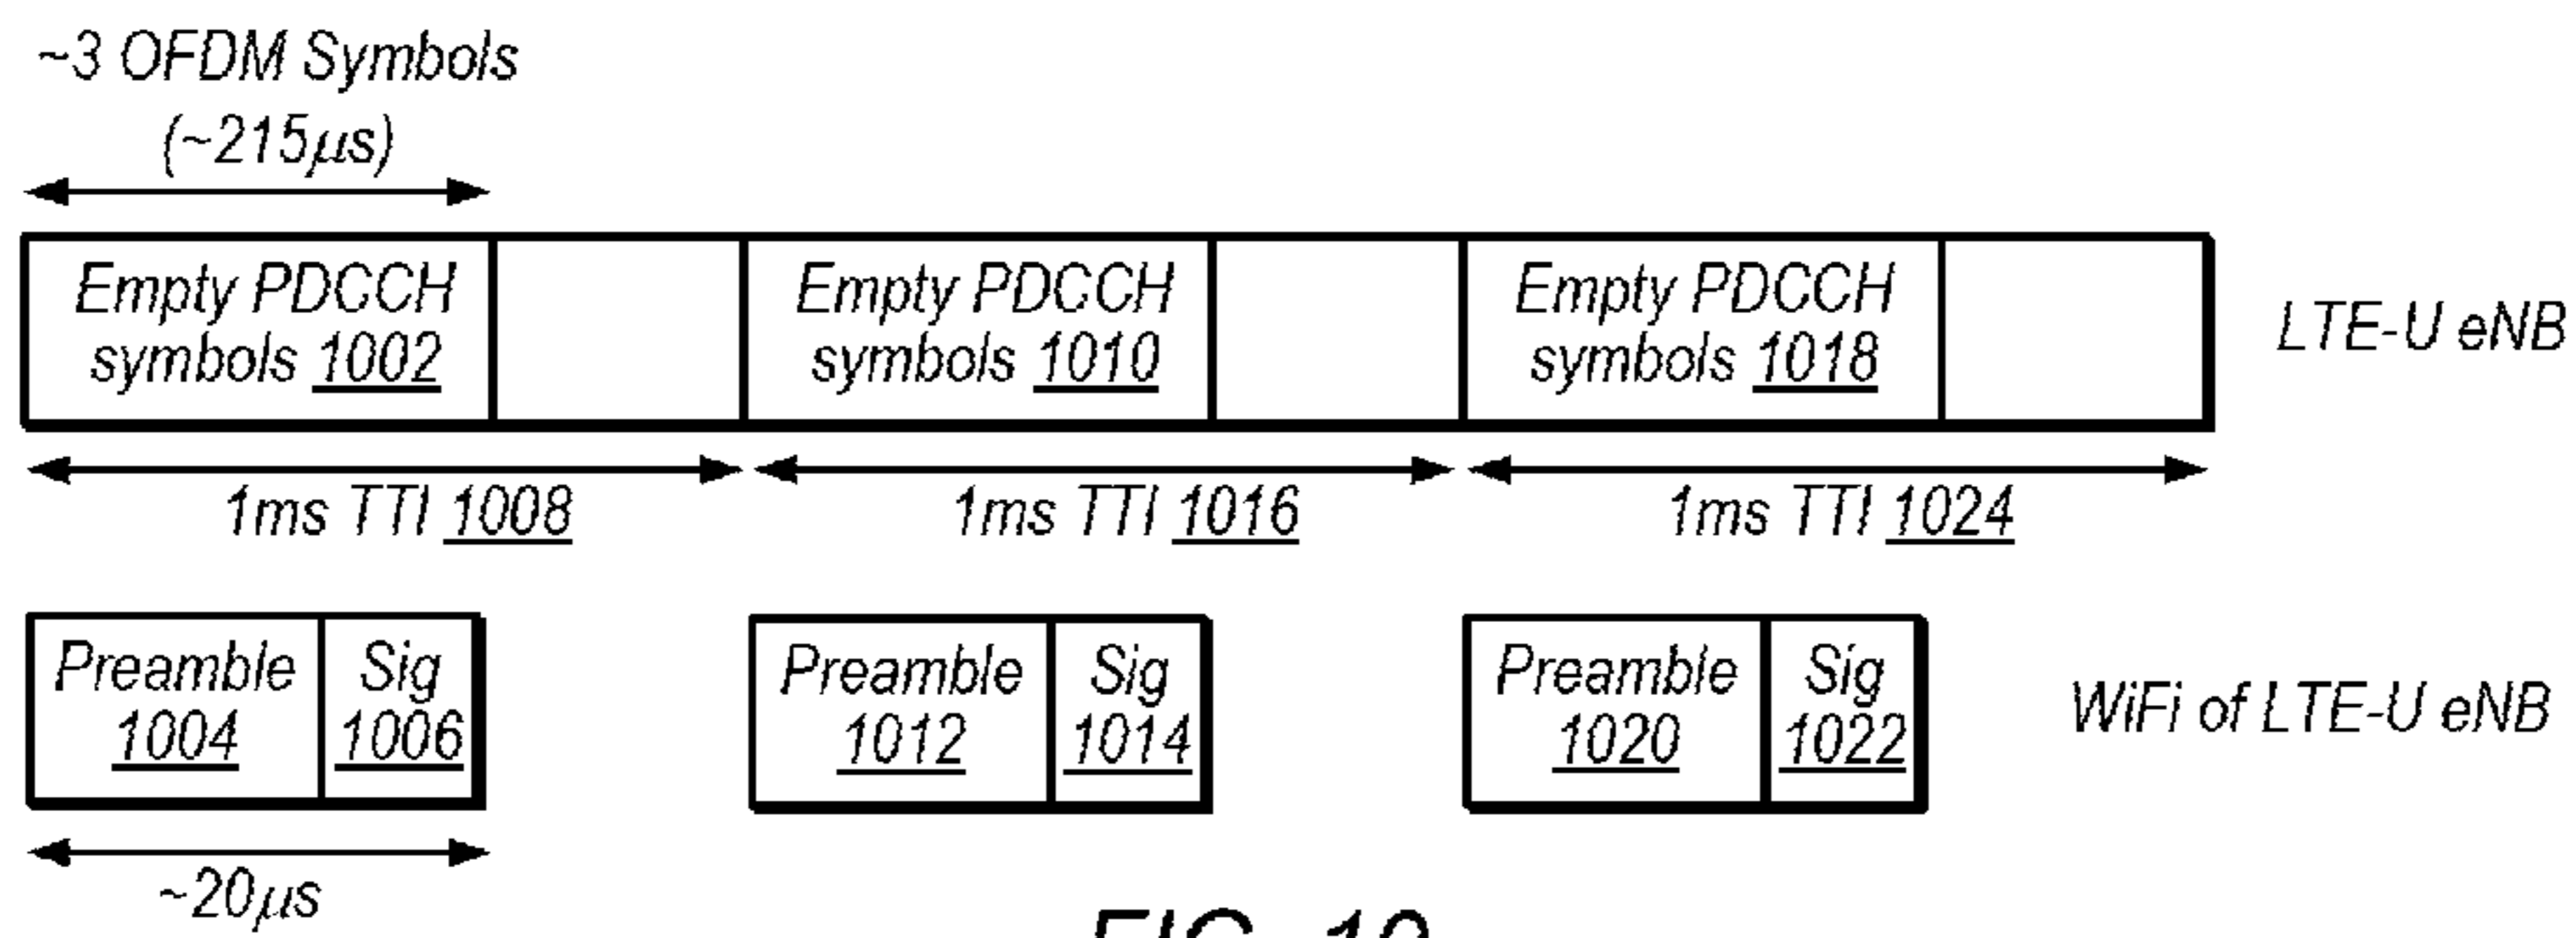 ~3 OFDM Symbols
(~215μs)
Empty PDCCH
symbols 1002
Empty PDCCH
symbols 1010
Empty PDCCH
symbols 1018
LTE-U eNB
1ms TTI 1008
1ms TTI 1016
1ms TTI 1024
Preamble
1004
Sig
1006
Preamble
1012
Sig
1014
Preamble
1020
Sig
1022
WiFi of LTE-U eNB
~20μs
FIG. 10